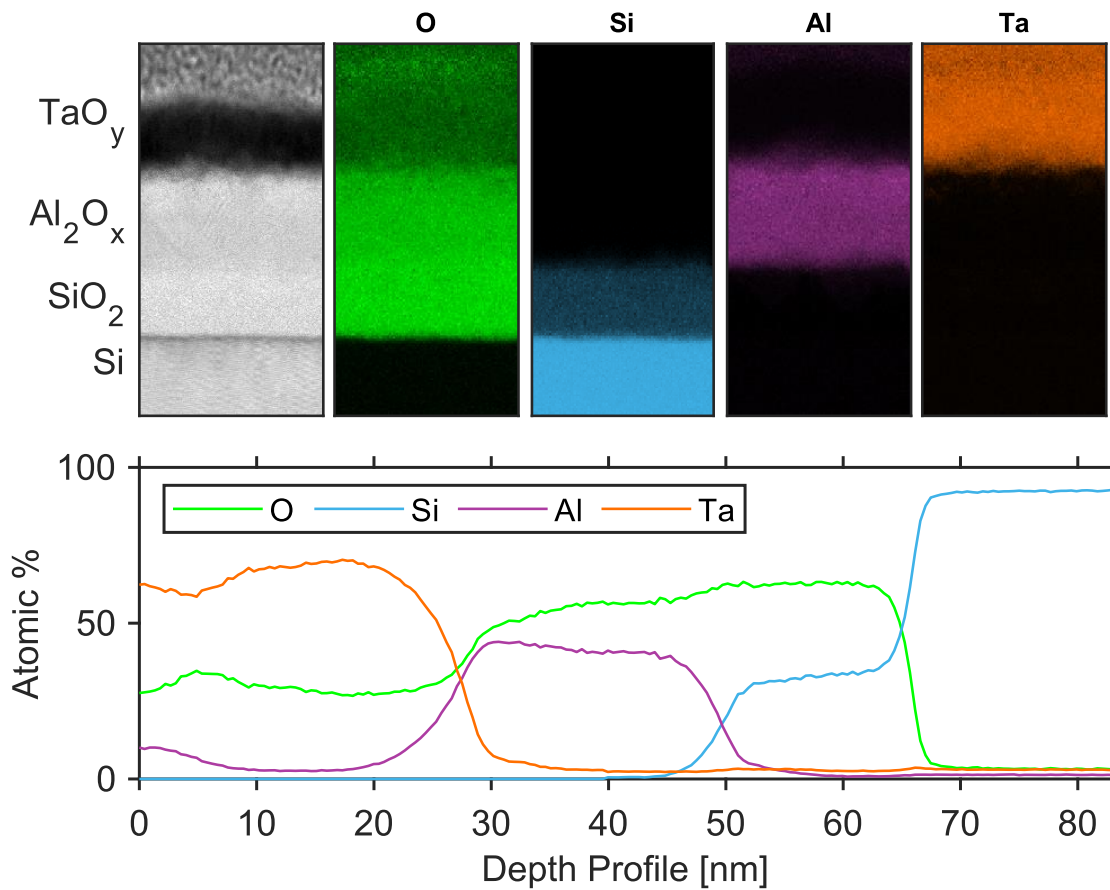 O Si Al Ta
TaO_y
Al₂Oₓ
SiO₂
Si
100
50
0
Atomic %
O Si Al Ta
0 10 20 30 40 50 60 70 80
Depth Profile [nm]